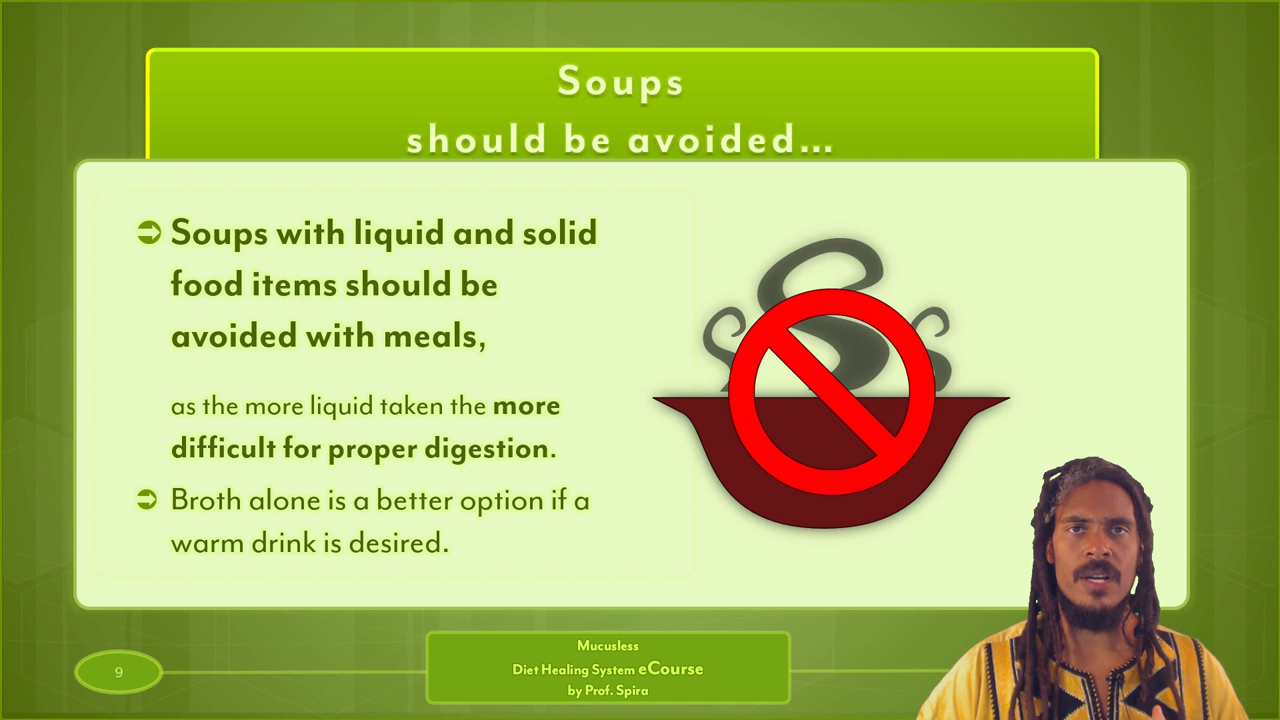 Soups
should be avoided...
Soups with liquid and solid
food items should be
avoided with meals,
as the more liquid taken the more
difficult for proper digestion.
Broth alone is a better option if a
warm drink is desired.
9
Mucusless
Diet Healing System eCourse
by Prof. Spira